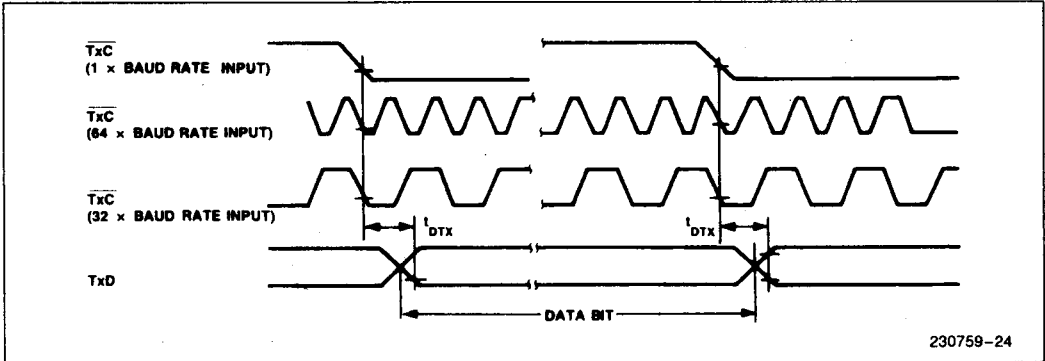 TxC
(1 × BAUD RATE INPUT)
TxC
(64 × BAUD RATE INPUT)
TxC
(32 × BAUD RATE INPUT)
tDTX
tDTX
TxD
DATA BIT
230759–24